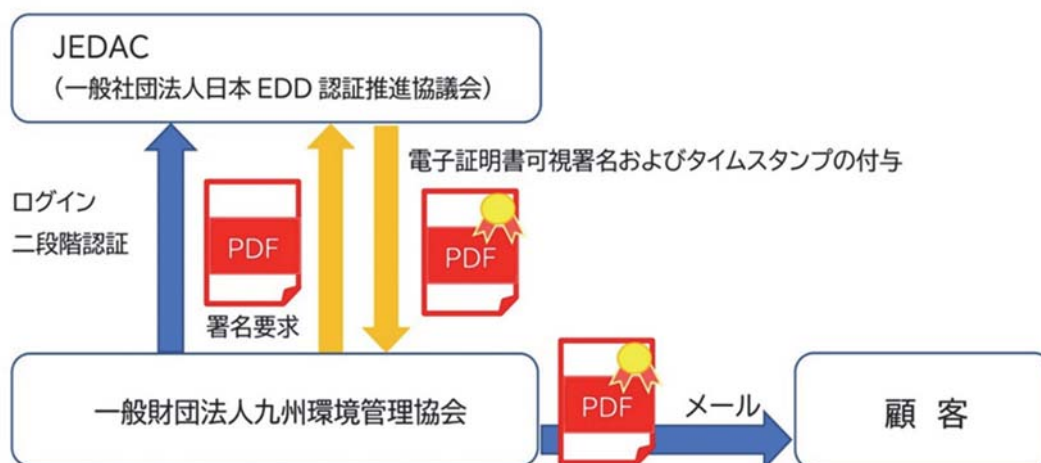 JEDAC
（一般社団法人日本 EDD 認証推進協議会）
電子証明書可視署名およびタイムスタンプの付与
ログイン
二段階認証
PDF
PDF
署名要求
一般財団法人九州環境管理協会
PDF
メール
顧 客